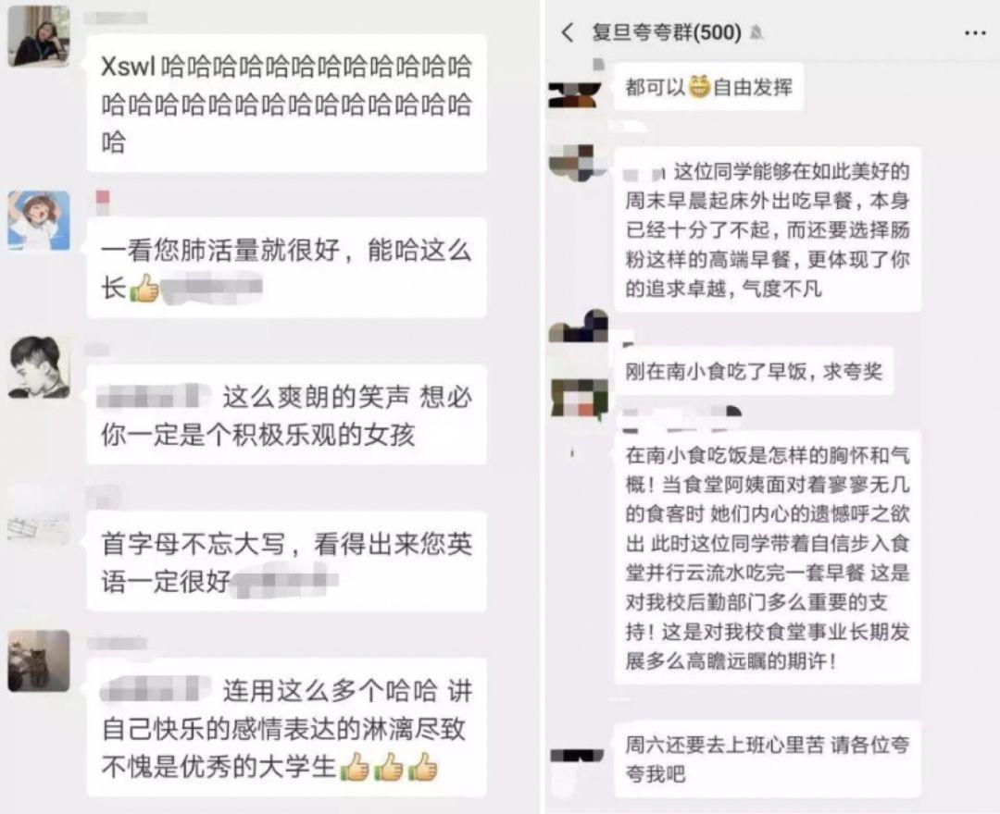 Xswl 哈哈哈哈哈哈哈哈哈哈哈哈
哈哈哈哈哈哈哈哈哈哈哈哈哈哈
哈
一看您肺活量就很好，能哈这么
长👍
这么爽朗的笑声 想必
你一定是个积极乐观的女孩
首字母不忘大写，看得出来您英
语一定很好
连用这么多个哈哈 讲
自己快乐的感情表达的淋漓尽致
不愧是优秀的大学生👍👍👍
复旦夸夸群(500)
都可以😁自由发挥
这位同学能够在如此美好的
周末早晨起床外出吃早餐，本身
已经十分了不起，而还要选择肠
粉这样的高端早餐，更体现了你
的追求卓越，气度不凡
刚在南小食吃了早饭，求夸奖
在南小食吃饭是怎样的胸怀和气
概！当食堂阿姨面对着寥寥无几
的食客时 她们内心的遗憾呼之欲
出 此时这位同学带着自信步入食
堂并行云流水吃完一套早餐 这是
对我校后勤部门多么重要的支
持！这是对我校食堂事业长期发
展多么高瞻远瞩的期许！
周六还要去上班心里苦 请各位夸
夸我吧